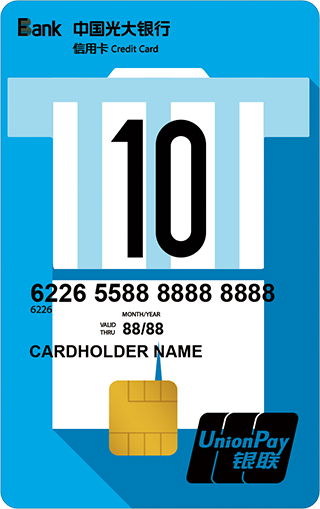 Bank 中国光大银行
信用卡 Credit Card
10
6226 5588 8888 8888
6226
MONTH/YEAR
VALID THRU 88/88
CARDHOLDER NAME
UnionPay
银联